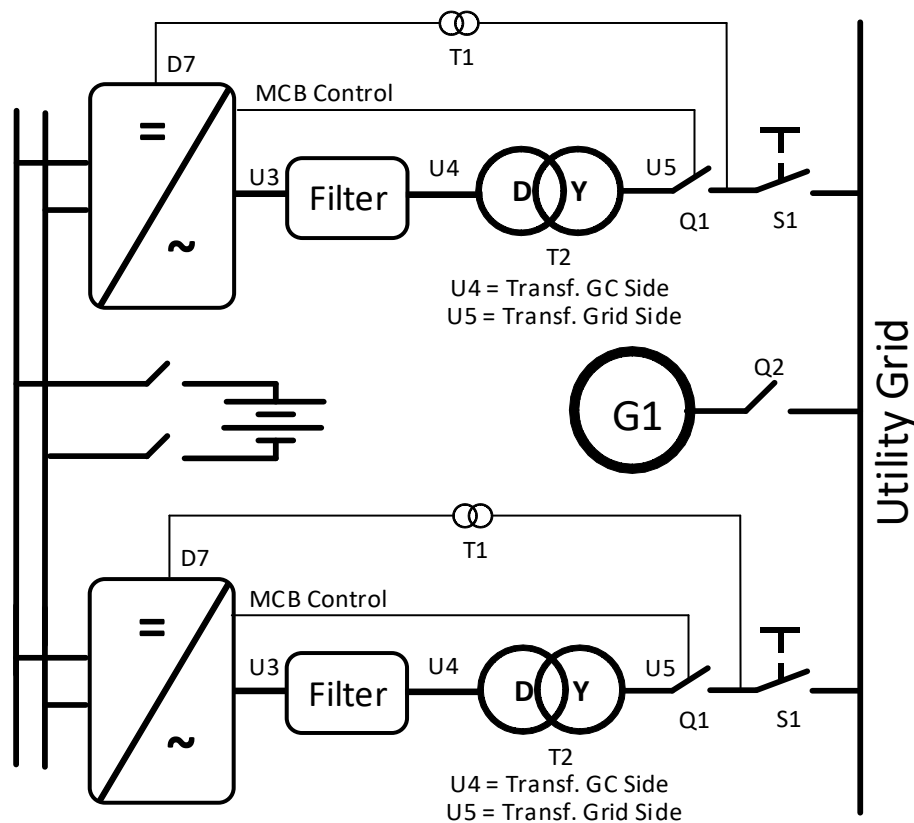 T1
D7
MCB Control
=
~
U3
Filter
U4
D Y
U5
Q1
S1
T2
U4 = Transf. GC Side
U5 = Transf. Grid Side
Q2
G1
Utility Grid
T1
D7
MCB Control
=
~
U3
Filter
U4
D Y
U5
Q1
S1
T2
U4 = Transf. GC Side
U5 = Transf. Grid Side